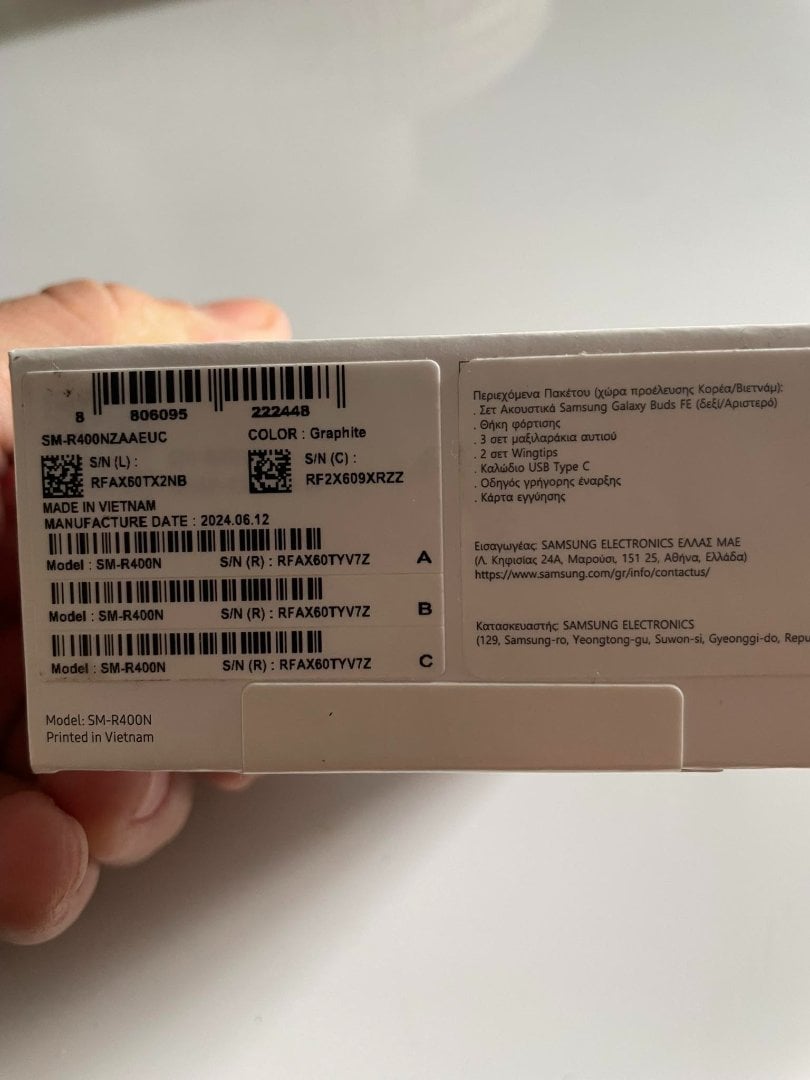 8 806095 222448
SM-R400NZAAEUC
COLOR : Graphite
S/N (L) :
RFAX60TX2NB
S/N (C) :
RF2X609XRZZ
MADE IN VIETNAM
MANUFACTURE DATE : 2024.06.12
Model : SM-R400N S/N (R) : RFAX60TYV7Z A
Model : SM-R400N S/N (R) : RFAX60TYV7Z B
Model : SM-R400N S/N (R) : RFAX60TYV7Z C
Model: SM-R400N
Printed in Vietnam
Περιεχόμενα Πακέτου (χώρα προέλευσης Κορέα/Βιετνάμ):
. Σετ Ακουστικά Samsung Galaxy Buds FE (δεξί/Αριστερό)
. Θήκη φόρτισης
. 3 σετ μαξιλαράκια αυτιού
. 2 σετ Wingtips
. Καλώδιο USB Type C
. Οδηγός γρήγορης έναρξης
. Κάρτα εγγύησης
Εισαγωγέας: SAMSUNG ELECTRONICS ΕΛΛΑΣ ΜΑΕ
(Λ. Κηφισίας 24Α, Μαρούσι, 151 25, Αθήνα, Ελλάδα)
https://www.samsung.com/gr/info/contactus/
Κατασκευαστής: SAMSUNG ELECTRONICS
(129, Samsung-ro, Yeongtong-gu, Suwon-si, Gyeonggi-do, Repu